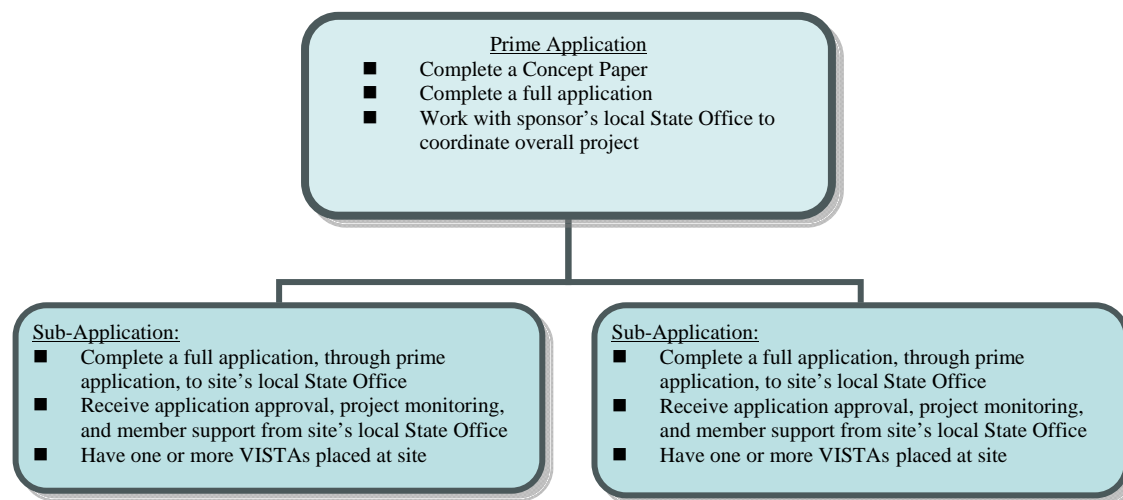 Prime Application
■ Complete a Concept Paper
■ Complete a full application
■ Work with sponsor’s local State Office to
coordinate overall project
Sub-Application:
■ Complete a full application, through prime
application, to site’s local State Office
■ Receive application approval, project monitoring,
and member support from site’s local State Office
■ Have one or more VISTAs placed at site
Sub-Application:
■ Complete a full application, through prime
application, to site’s local State Office
■ Receive application approval, project monitoring,
and member support from site’s local State Office
■ Have one or more VISTAs placed at site